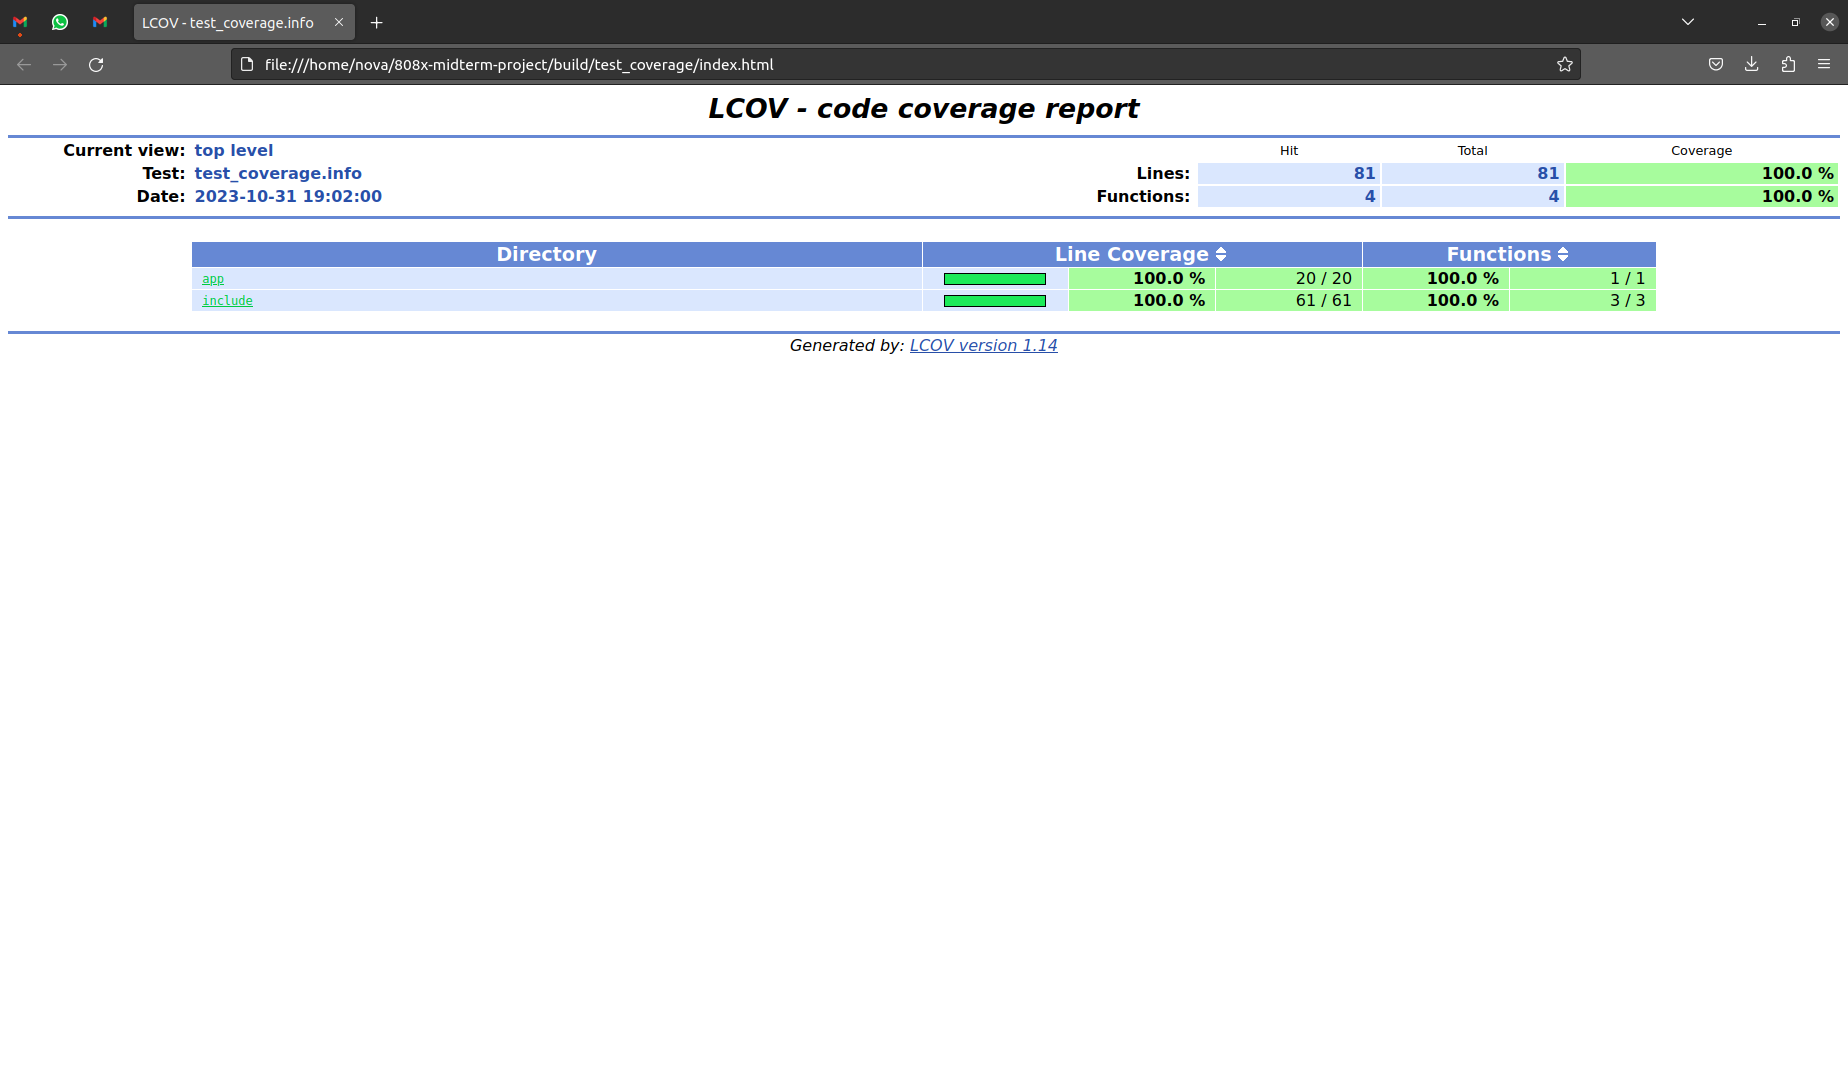 LCOV - test_coverage.info
file:///home/nova/808x-midterm-project/build/test_coverage/index.html
LCOV - code coverage report
Current view: top level Hit Total Coverage
Test: test_coverage.info Lines: 81 81 100.0 %
Date: 2023-10-31 19:02:00 Functions: 4 4 100.0 %
Directory Line Coverage Functions
app 100.0 % 20 / 20 100.0 % 1 / 1
include 100.0 % 61 / 61 100.0 % 3 / 3
Generated by: LCOV version 1.14